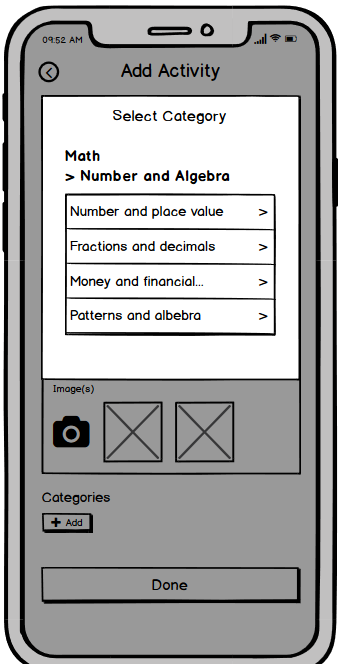 09:52 AM
Add Activity
Select Category
Math
> Number and Algebra
Number and place value >
Fractions and decimals >
Money and financial... >
Patterns and albebra >
Image(s)
Categories
+ Add
Done